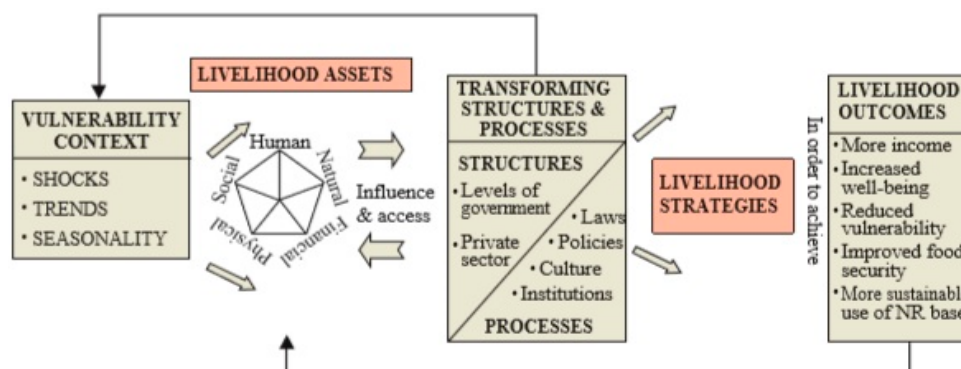 LIVELIHOOD ASSETS
VULNERABILITY
CONTEXT
• SHOCKS
• TRENDS
• SEASONALITY
Human
Natural
Financial
Physical
Social
Influence
& access
TRANSFORMING
STRUCTURES &
PROCESSES
STRUCTURES
• Levels of
government
• Private
sector
• Laws
• Policies
• Culture
• Institutions
PROCESSES
LIVELIHOOD
STRATEGIES
In order to achieve
LIVELIHOOD
OUTCOMES
• More income
• Increased
well-being
• Reduced
vulnerability
• Improved food
security
• More sustainabl
use of NR base